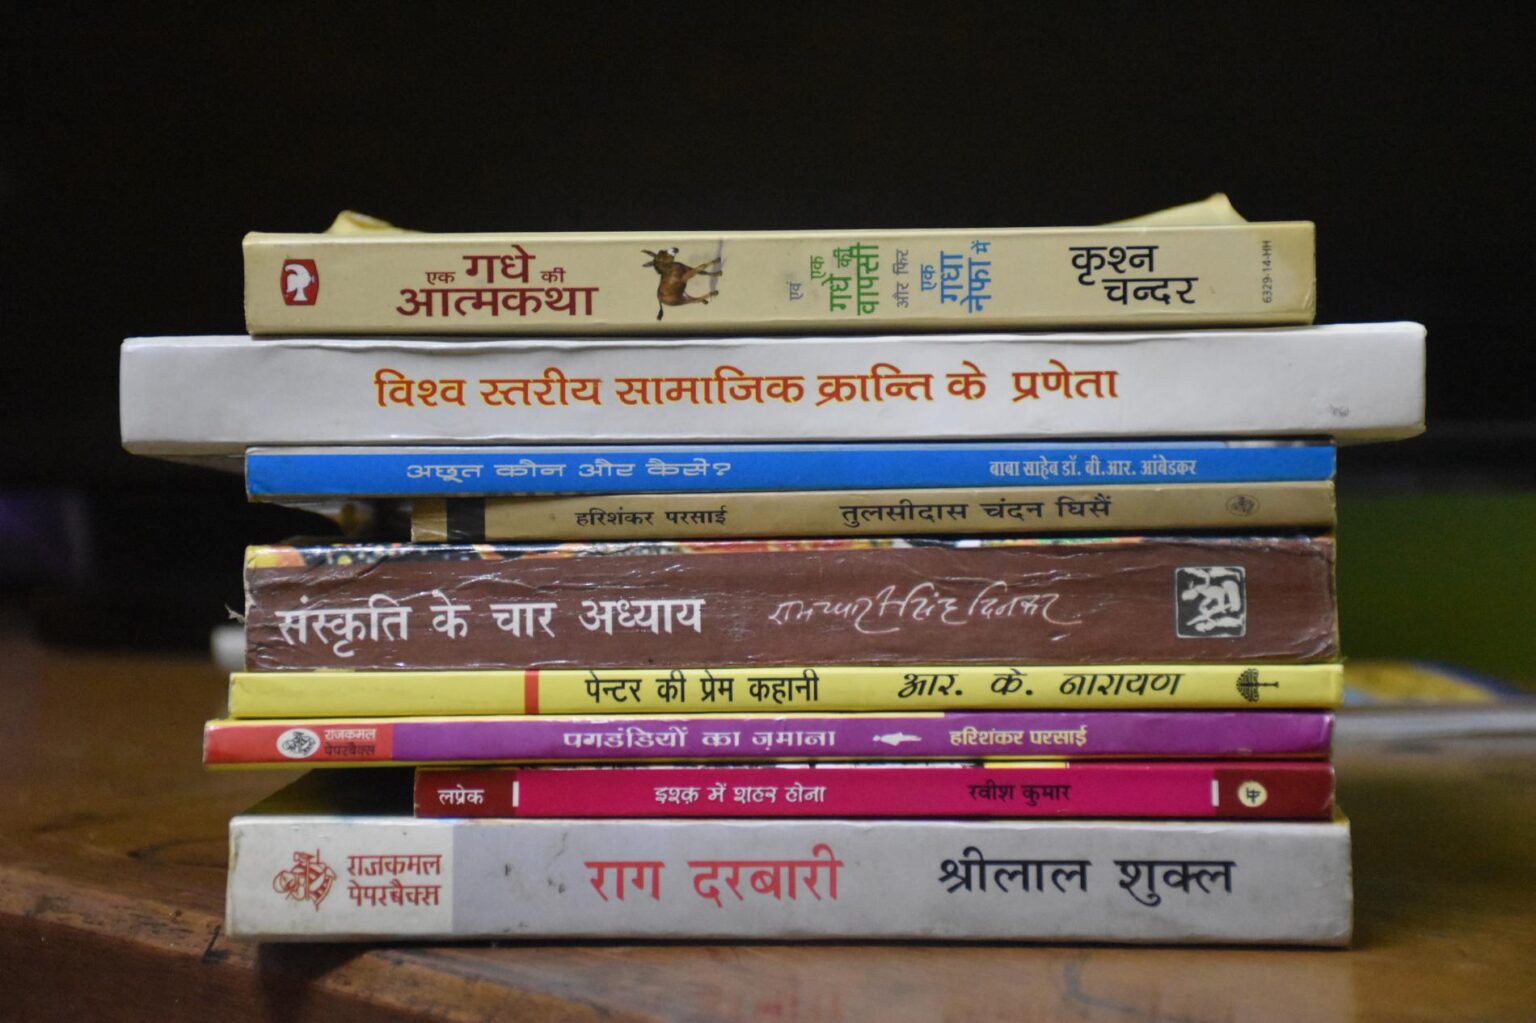 एक गधे की
आत्मकथा
एवं
एक
गधे की
वापसी
और फिर
एक
गधा
नेफा में
कृश्न
चन्दर
6329-14-HH
विश्व स्तरीय सामाजिक क्रान्ति के प्रणेता
अछूत कौन और कैसे?
बाबा साहेब डॉ. बी.आर. आंबेडकर
हरिशंकर परसाई
तुलसीदास चंदन घिसैं
संस्कृति के चार अध्याय
रामधारी सिंह दिनकर
पेन्टर की प्रेम कहानी
आर. के. नारायण
राजकमल
पेपरबैक्स
पगडंडियों का ज़माना
हरिशंकर परसाई
लप्रेक
इश्क़ में शहर होना
रवीश कुमार
राजकमल
पेपरबैक्स
राग दरबारी
श्रीलाल शुक्ल